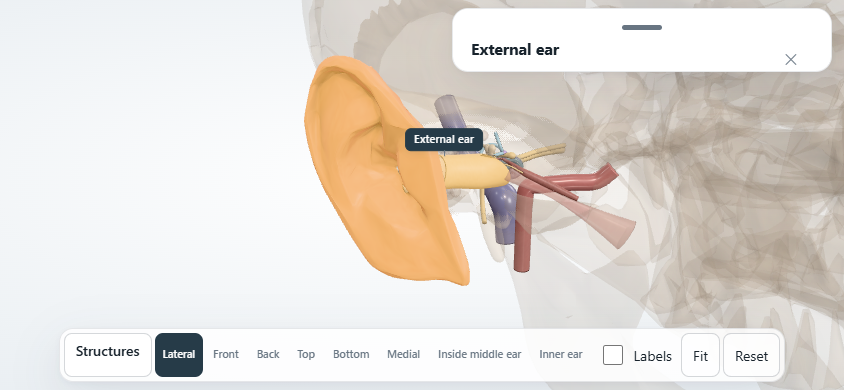 External ear
External ear
Structures Lateral Front Back Top Bottom Medial Inside middle ear Inner ear Labels Fit Reset